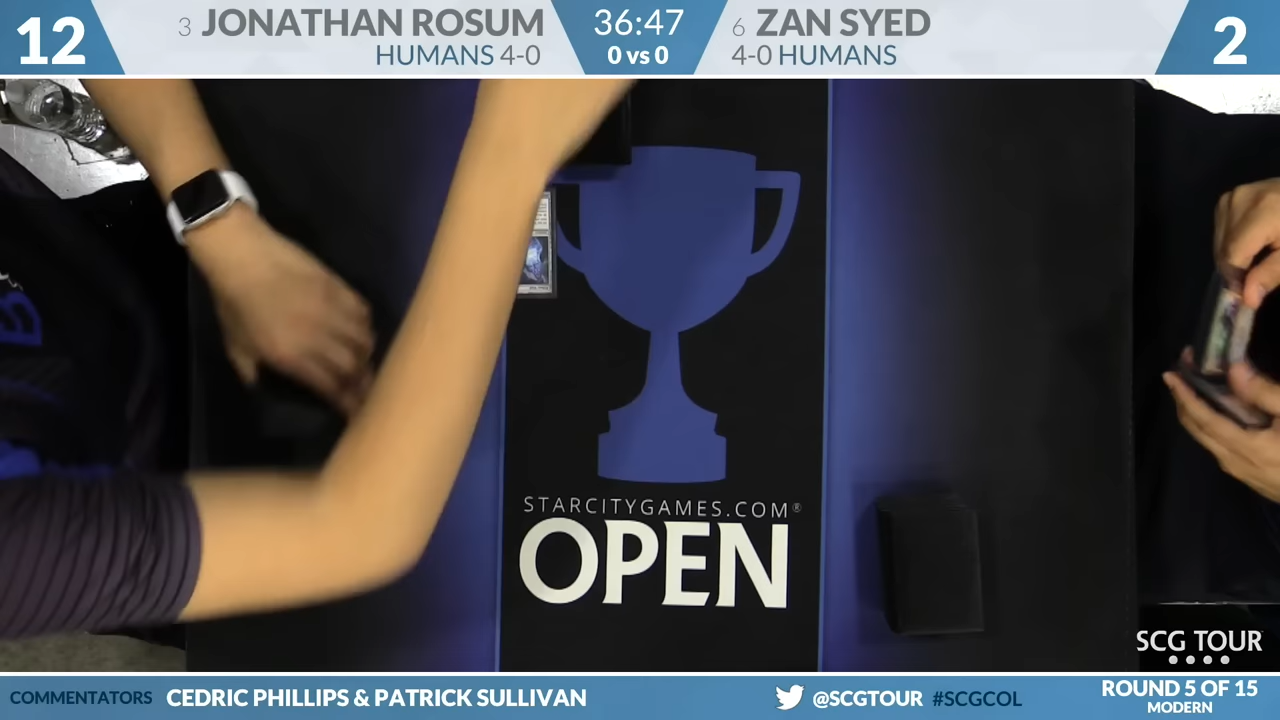 12
3 JONATHAN ROSUM
HUMANS 4-0
36:47
0 vs 0
6 ZAN SYED
4-0 HUMANS
2
STARCITYGAMES.COM®
OPEN
SCG TOUR
COMMENTATORS CEDRIC PHILLIPS & PATRICK SULLIVAN
@SCGTOUR #SCGCOL
ROUND 5 OF 15
MODERN